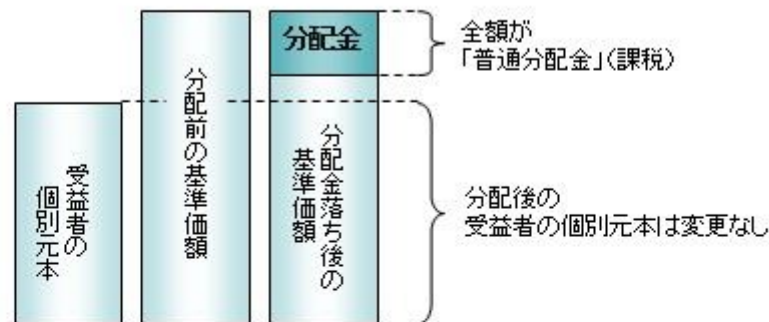 受益者の
個別元本
分配前の基準価額
分配金
分配金落ち後の
基準価額
全額が
「普通分配金」(課税)
分配後の
受益者の個別元本は変更なし